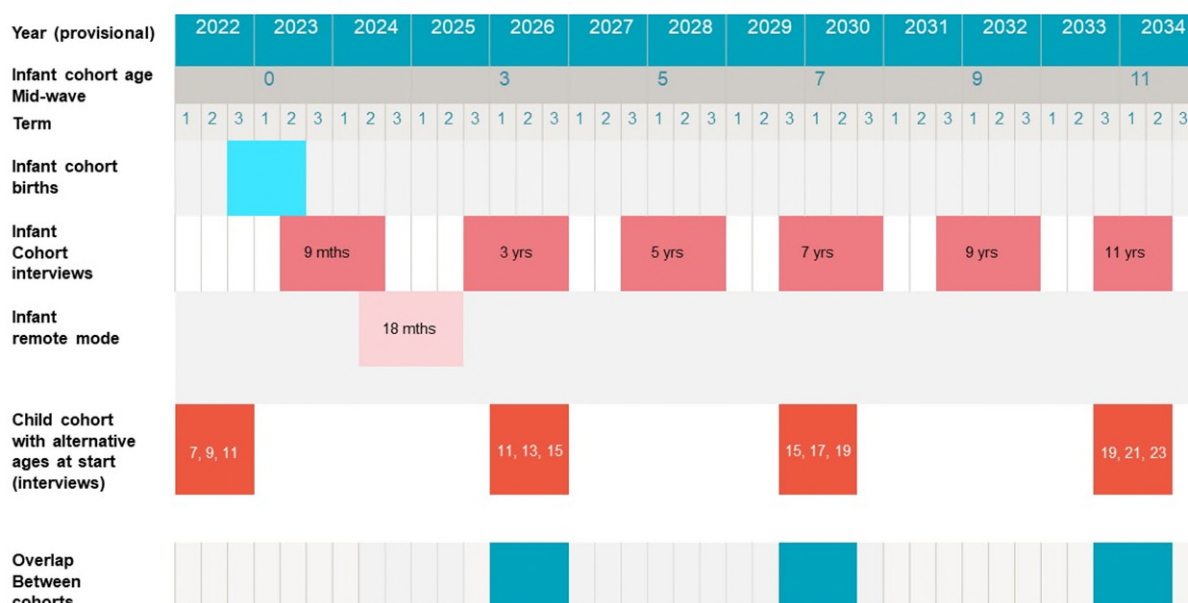 Year (provisional) 2022 2023 2024 2025 2026 2027 2028 2029 2030 2031 2032 2033 2034
Infant cohort age
Mid-wave
0 3 5 7 9 11
Term 1 2 3 1 2 3 1 2 3 1 2 3 1 2 3 1 2 3 1 2 3 1 2 3 1 2 3 1 2 3 1 2 3 1 2 3 1 2 3
Infant cohort
births
Infant
Cohort
interviews
9 mths 3 yrs 5 yrs 7 yrs 9 yrs 11 yrs
Infant
remote mode
18 mths
Child cohort
with alternative
ages at start
(interviews)
7, 9, 11 11, 13, 15 15, 17, 19 19, 21, 23
Overlap
Between
cohorts